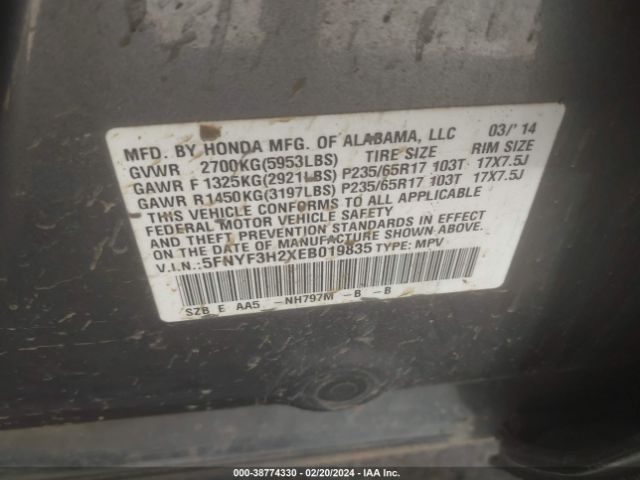 MFD. BY HONDA MFG. OF ALABAMA, LLC 03/'14
GVWR 2700KG(5953LBS) TIRE SIZE RIM SIZE
GAWR F 1325KG(2921LBS) P235/65R17 103T 17X7.5J
GAWR R1450KG(3197LBS) P235/65R17 103T 17X7.5J
THIS VEHICLE CONFORMS TO ALL APPLICABLE
FEDERAL MOTOR VEHICLE SAFETY
AND THEFT PREVENTION STANDARDS IN EFFECT
ON THE DATE OF MANUFACTURE SHOWN ABOVE.
V.I.N.:5FNYF3H2XEB019835 TYPE: MPV
SZB E AA5 -NH797M -B -B
000-38774330 - 02/20/2024 - IAA Inc.